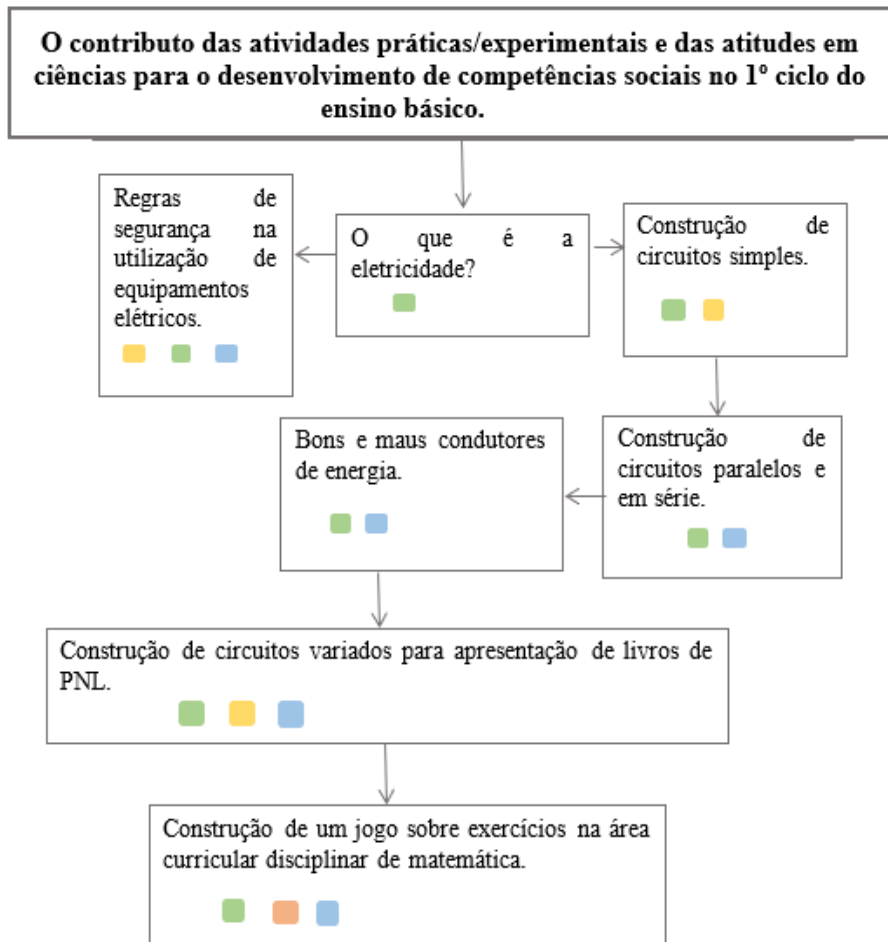 O contributo das atividades práticas/experimentais e das atitudes em
ciências para o desenvolvimento de competências sociais no 1º ciclo do
ensino básico.
Regras de
segurança na
utilização de
equipamentos
elétricos.
O que é a
eletricidade?
Construção de
circuitos simples.
Bons e maus condutores
de energia.
Construção de
circuitos paralelos e
em série.
Construção de circuitos variados para apresentação de livros de
PNL.
Construção de um jogo sobre exercícios na área
curricular disciplinar de matemática.